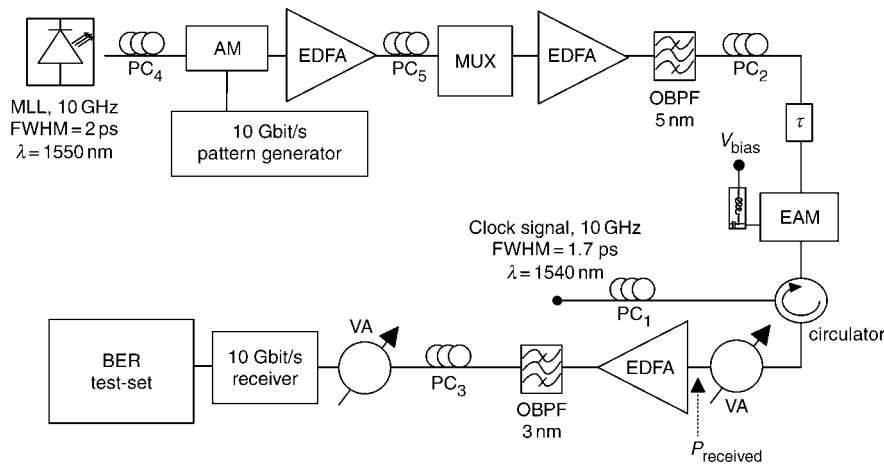 PC4
AM
EDFA
PC5
MUX
EDFA
OBPF
5 nm
PC2
MLL, 10 GHz
FWHM = 2 ps
λ = 1550 nm
10 Gbit/s
pattern generator
τ
Vbias
EAM
Clock signal, 10 GHz
FWHM = 1.7 ps
λ = 1540 nm
PC1
circulator
BER
test-set
10 Gbit/s
receiver
VA
PC3
OBPF
3 nm
EDFA
VA
Preceived